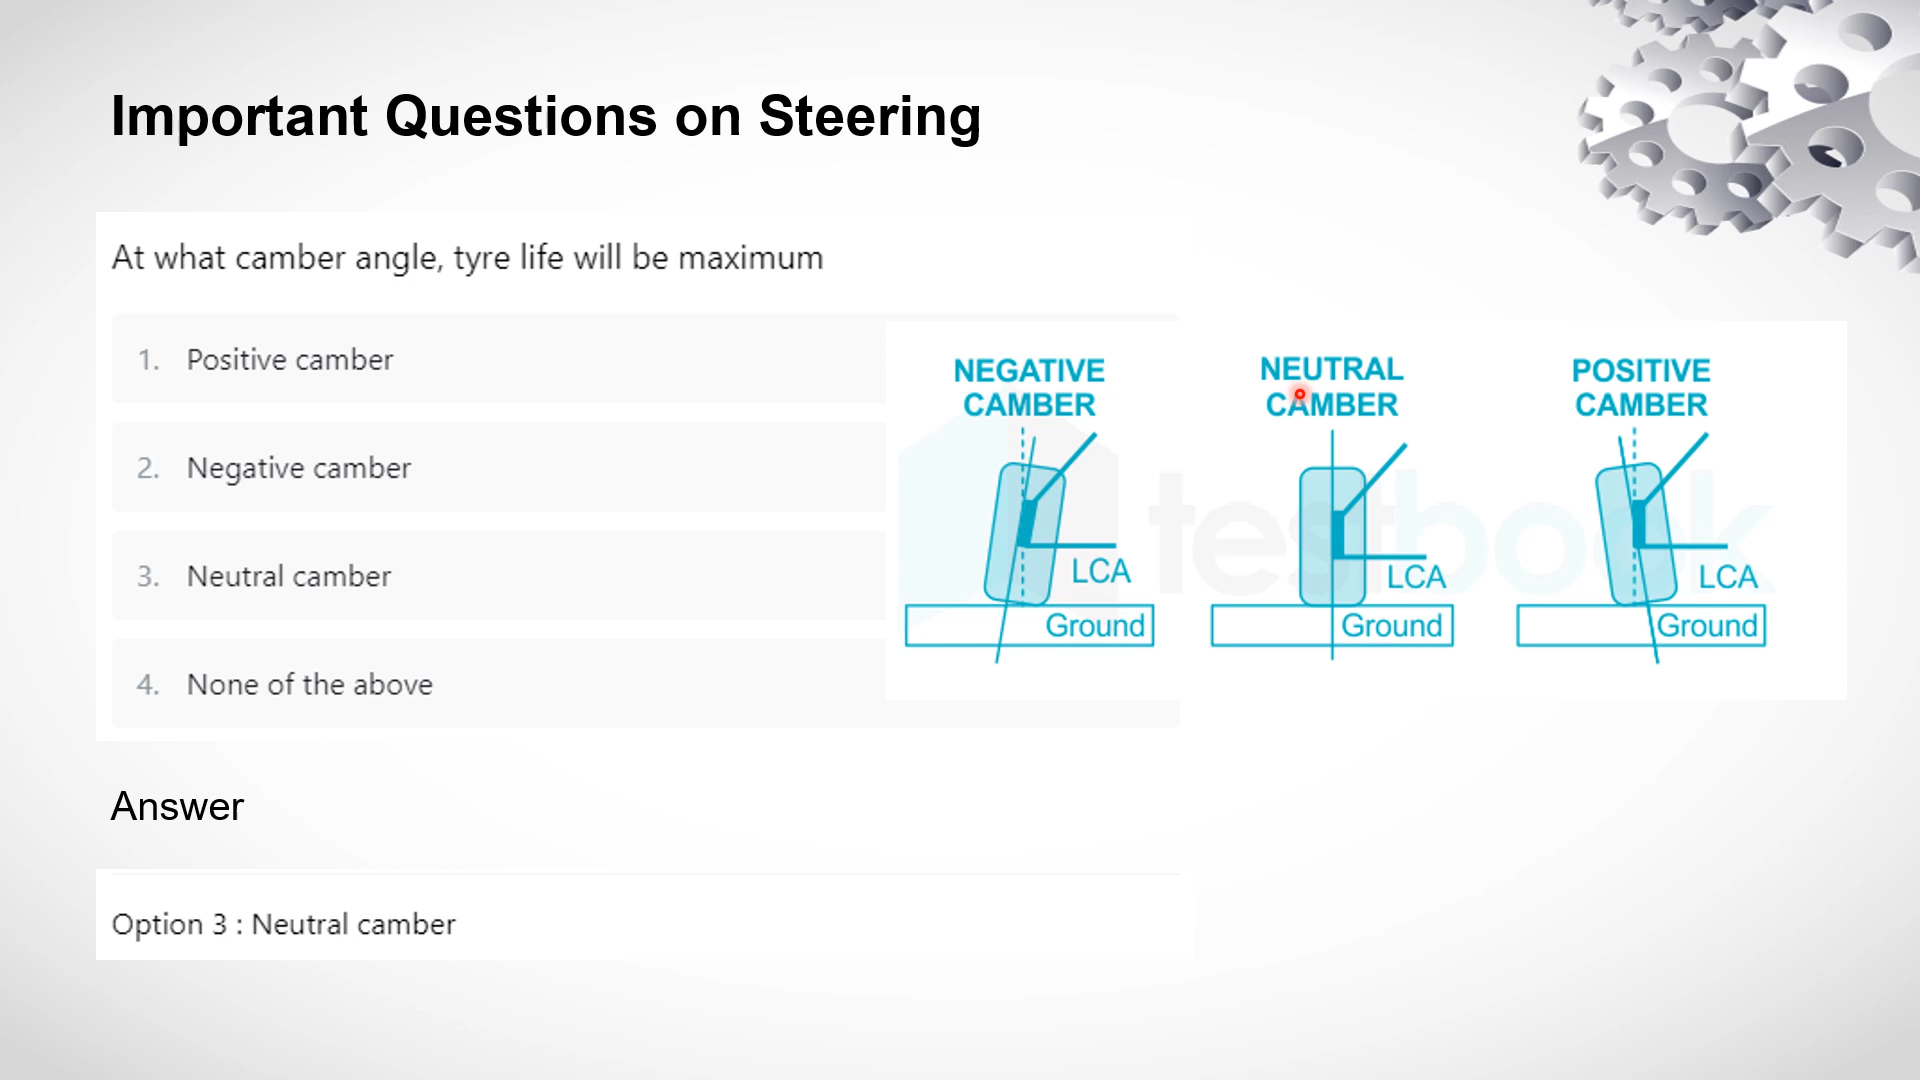 Important Questions on Steering
At what camber angle, tyre life will be maximum
1. Positive camber
2. Negative camber
3. Neutral camber
4. None of the above
NEGATIVE
CAMBER
LCA
Ground
NEUTRAL
CAMBER
LCA
Ground
POSITIVE
CAMBER
LCA
Ground
testbook
Answer
Option 3 : Neutral camber